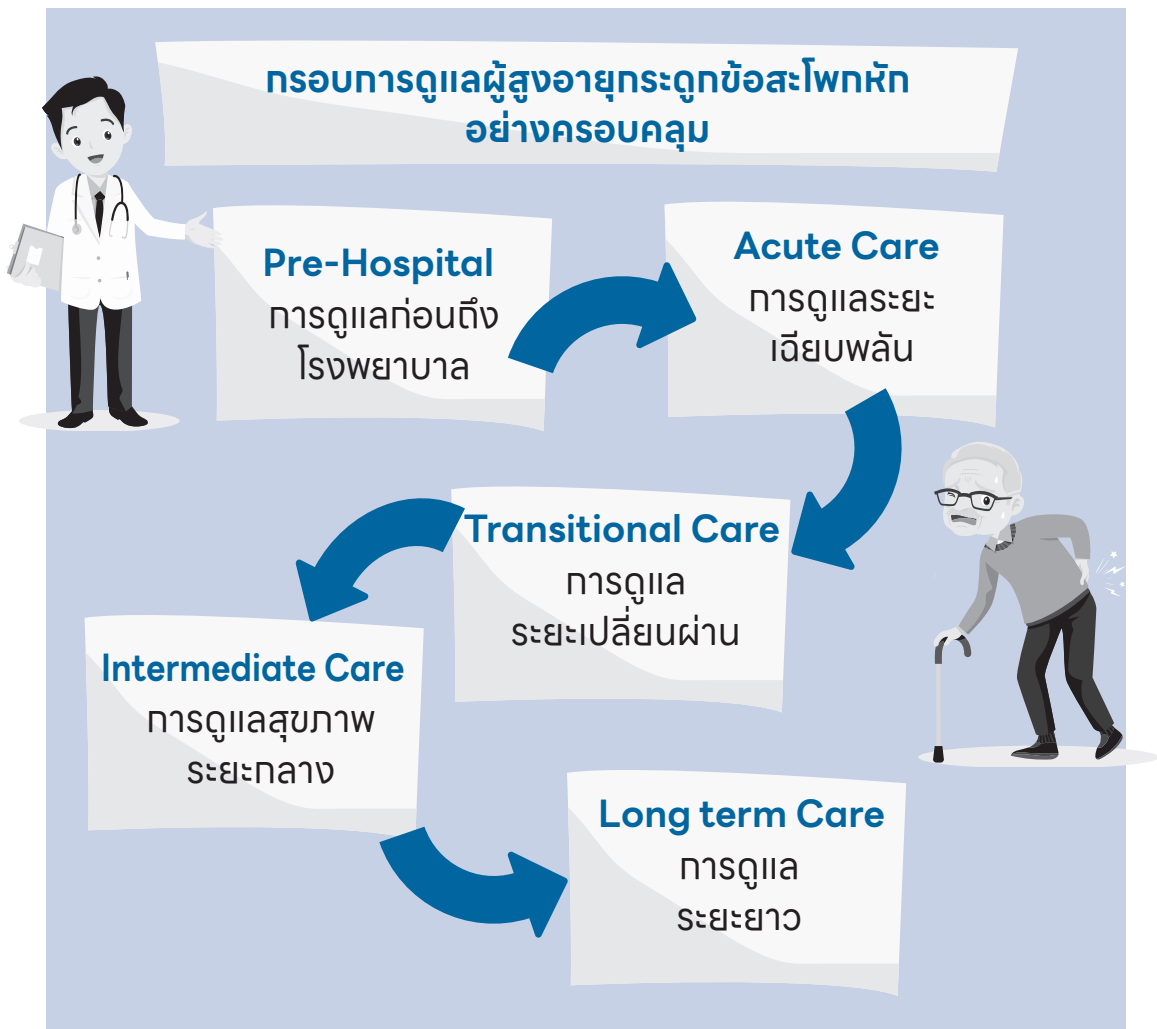 กรอบการดูแลผู้สูงอายุกระดูกข้อสะโพกหัก
อย่างครอบคลุม
Pre-Hospital
การดูแลก่อนถึง
โรงพยาบาล
Acute Care
การดูแลระยะ
เฉียบพลัน
Transitional Care
การดูแล
ระยะเปลี่ยนผ่าน
Intermediate Care
การดูแลสุขภาพ
ระยะกลาง
Long term Care
การดูแล
ระยะยาว